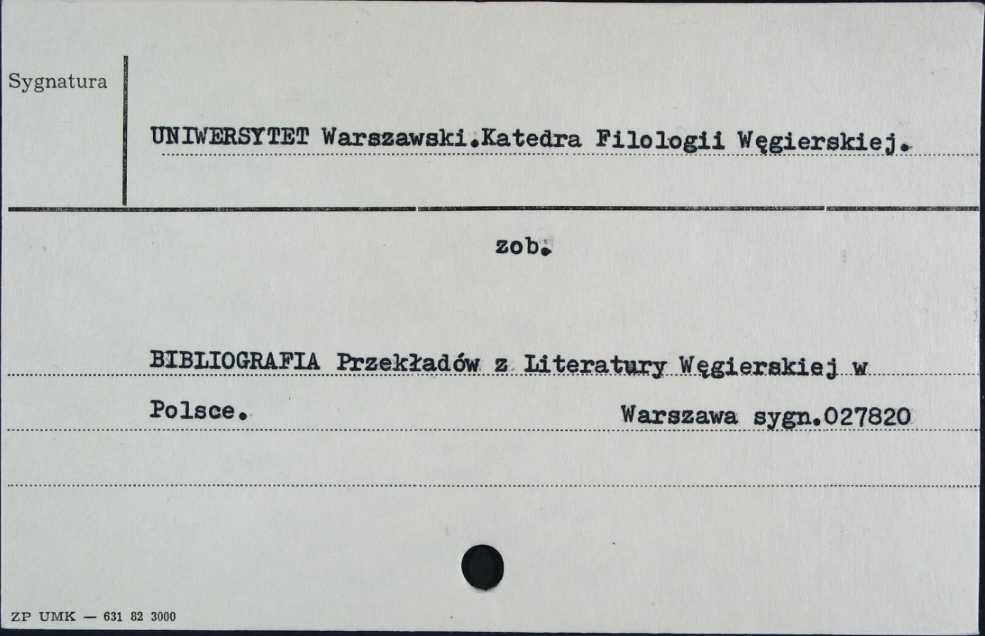 Sygnatura
UNIWERSYTET Warszawski.Katedra Filologii Węgierskiej.
zob.
BIBLIOGRAFIA Przekładów z Literatury Węgierskiej w
Polsce. Warszawa sygn.027820
ZP UMK — 631 82 3000